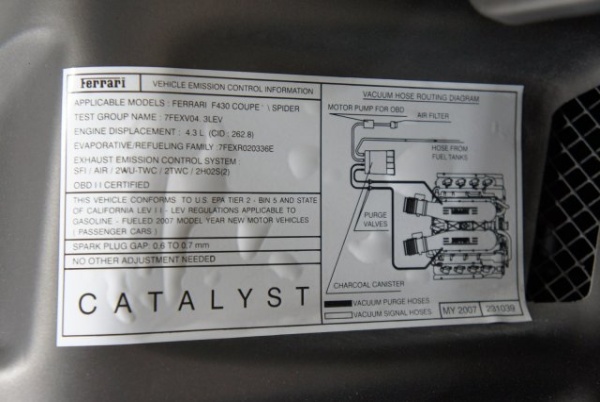 Ferrari VEHICLE EMISSION CONTROL INFORMATION
APPLICABLE MODELS : FERRARI F430 COUPE' \ SPIDER
TEST GROUP NAME : 7FEXV04. 3LEV
ENGINE DISPLACEMENT : 4.3 L (CID : 262.8)
EVAPORATIVE/REFUELING FAMILY : 7FEXR020336E
EXHAUST EMISSION CONTROL SYSTEM :
SFI / AIR / 2WU-TWC / 2TWC / 2HO2S(2)
OBD I I CERTIFIED
THIS VEHICLE CONFORMS TO U.S. EPA TIER 2 - BIN 5 AND STATE
OF CALIFORNIA LEV I I - LEV REGULATIONS APPLICABLE TO
GASOLINE - FUELED 2007 MODEL YEAR NEW MOTOR VEHICLES
( PASSENGER CARS )
SPARK PLUG GAP: 0.6 TO 0.7 mm
NO OTHER ADJUSTMENT NEEDED
CATALYST
VACUUM HOSE ROUTING DIAGRAM
MOTOR PUMP FOR OBD
AIR FILTER
HOSE FROM
FUEL TANKS
PURGE
VALVES
CHARCOAL CANISTER
VACUUM PURGE HOSES
VACUUM SIGNAL HOSES
MY 2007 231039